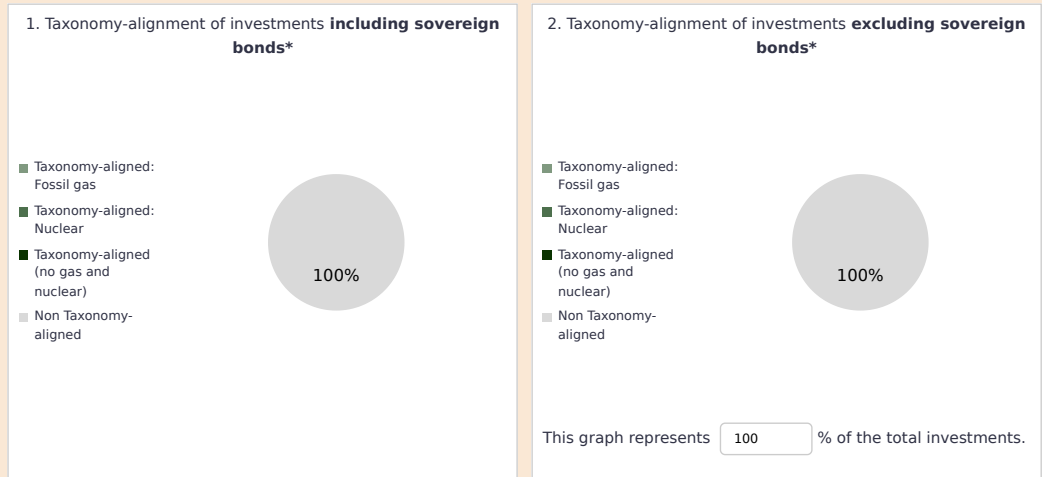 1. Taxonomy-alignment of investments including sovereign
bonds*
Taxonomy-aligned:
Fossil gas
Taxonomy-aligned:
Nuclear
Taxonomy-aligned
(no gas and
nuclear)
Non Taxonomy-
aligned
100%
2. Taxonomy-alignment of investments excluding sovereign
bonds*
Taxonomy-aligned:
Fossil gas
Taxonomy-aligned:
Nuclear
Taxonomy-aligned
(no gas and
nuclear)
Non Taxonomy-
aligned
100%
This graph represents 100 % of the total investments.